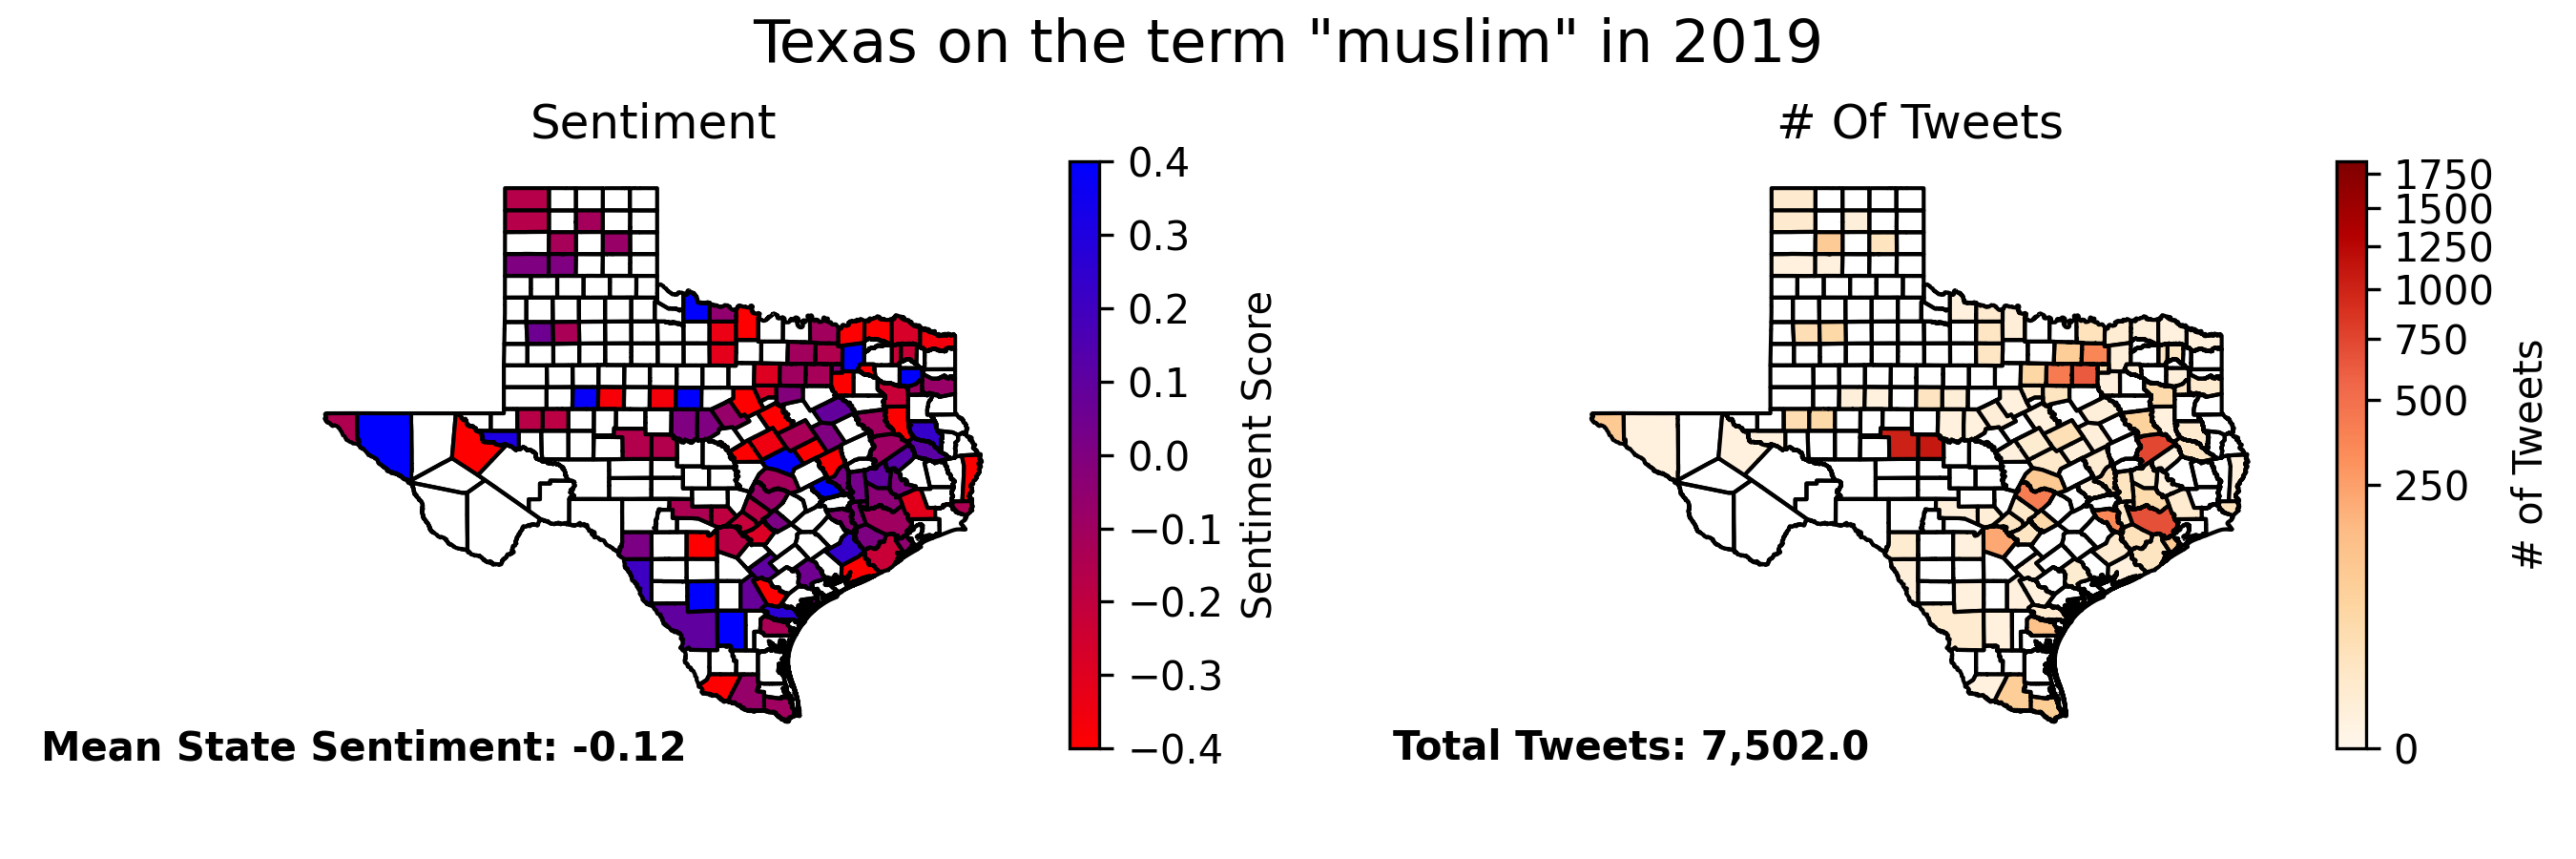 Texas on the term "muslim" in 2019
Sentiment
0.4
0.3
0.2
0.1
0.0
−0.1
−0.2
−0.3
−0.4
Sentiment Score
Mean State Sentiment: -0.12
# Of Tweets
1750
1500
1250
1000
750
500
250
0
# of Tweets
Total Tweets: 7,502.0